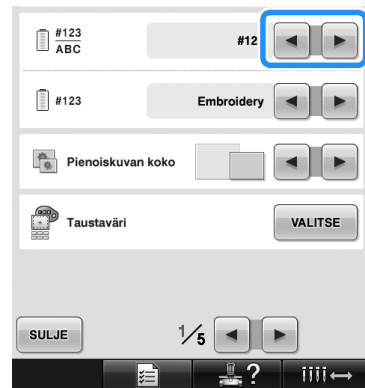 #123
ABC
#12
#123
Embroidery
Pienoiskuvan koko
Taustaväri
VALITSE
SULJE
1/5
?